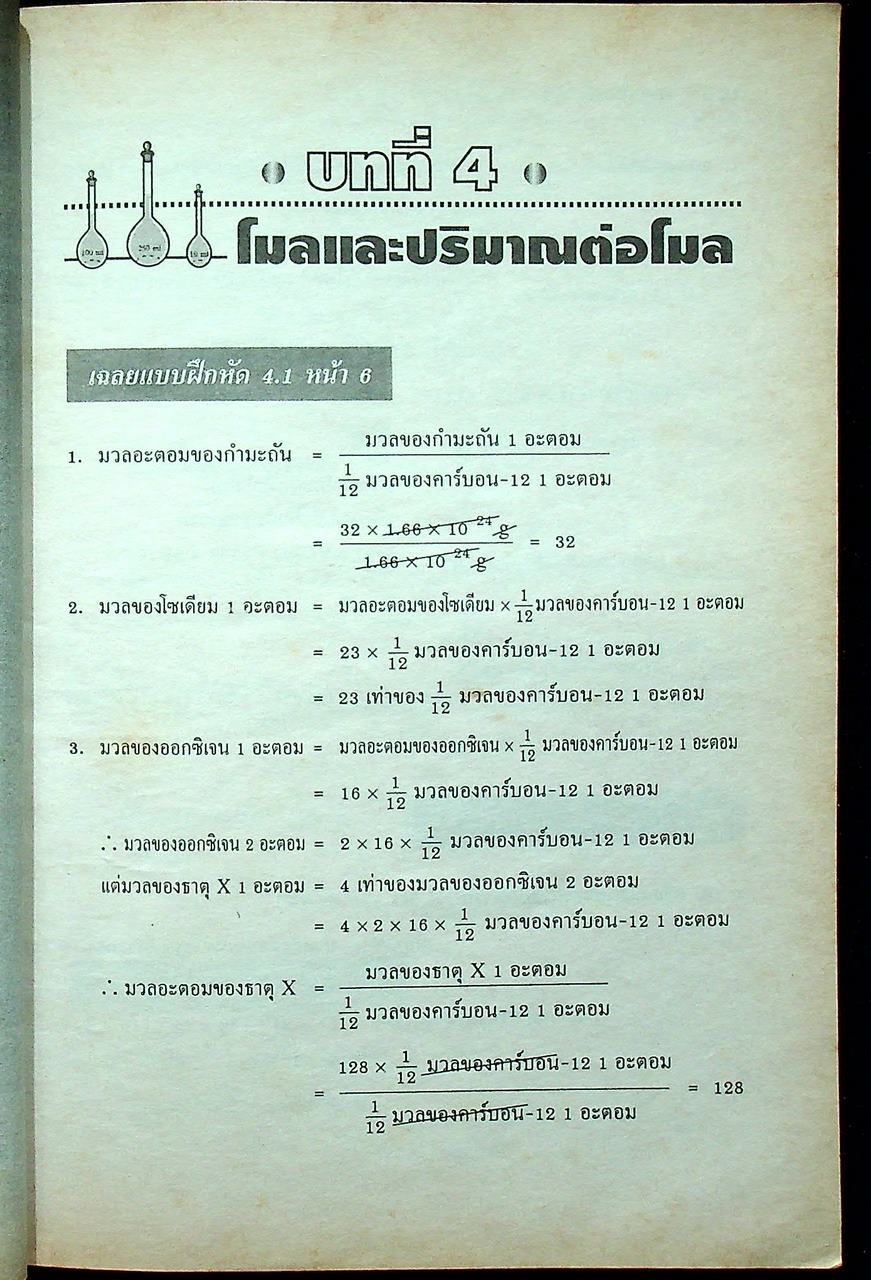 บทที่ 4
โมลและปริมาณต่อโมล
100 ml
250 ml
10 ml
เฉลยแบบฝึกหัด 4.1 หน้า 6
1. มวลอะตอมของกำมะถัน = มวลของกำมะถัน 1 อะตอม
1/12 มวลของคาร์บอน-12 1 อะตอม
= 32 × 1.66 × 10 24 g / 1.66 × 10 24 g = 32
2. มวลของโซเดียม 1 อะตอม = มวลอะตอมของโซเดียม × 1/12 มวลของคาร์บอน-12 1 อะตอม
= 23 × 1/12 มวลของคาร์บอน-12 1 อะตอม
= 23 เท่าของ 1/12 มวลของคาร์บอน-12 1 อะตอม
3. มวลของออกซิเจน 1 อะตอม = มวลอะตอมของออกซิเจน × 1/12 มวลของคาร์บอน-12 1 อะตอม
= 16 × 1/12 มวลของคาร์บอน-12 1 อะตอม
∴ มวลของออกซิเจน 2 อะตอม = 2 × 16 × 1/12 มวลของคาร์บอน-12 1 อะตอม
แต่มวลของธาตุ X 1 อะตอม = 4 เท่าของมวลของออกซิเจน 2 อะตอม
= 4 × 2 × 16 × 1/12 มวลของคาร์บอน-12 1 อะตอม
∴ มวลอะตอมของธาตุ X = มวลของธาตุ X 1 อะตอม
1/12 มวลของคาร์บอน-12 1 อะตอม
= 128 × 1/12 มวลของคาร์บอน-12 1 อะตอม
1/12 มวลของคาร์บอน-12 1 อะตอม = 128